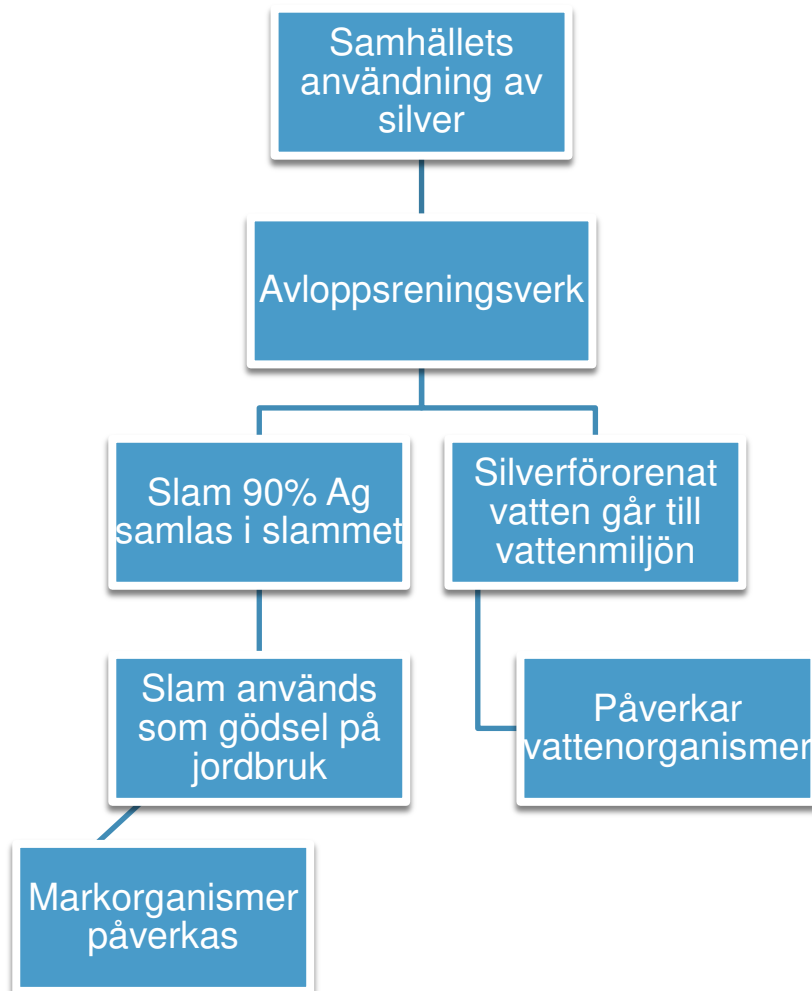 Samhällets
användning av
silver
Avloppsreningsverk
Slam 90% Ag
samlas i slammet
Silverförorenat
vatten går till
vattenmiljön
Slam används
som gödsel på
jordbruk
Påverkar
vattenorganismer
Markorganismer
påverkas